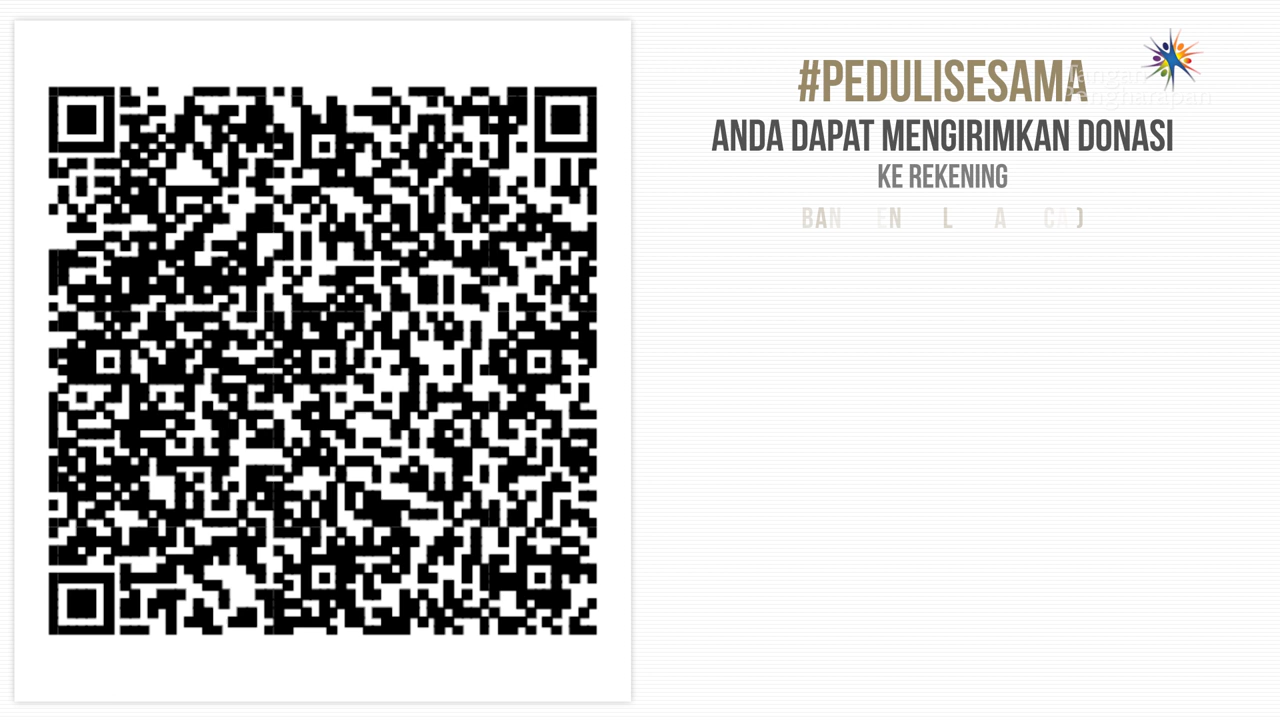 #PEDULISESAMA
ANDA DAPAT MENGIRIMKAN DONASI
KE REKENING